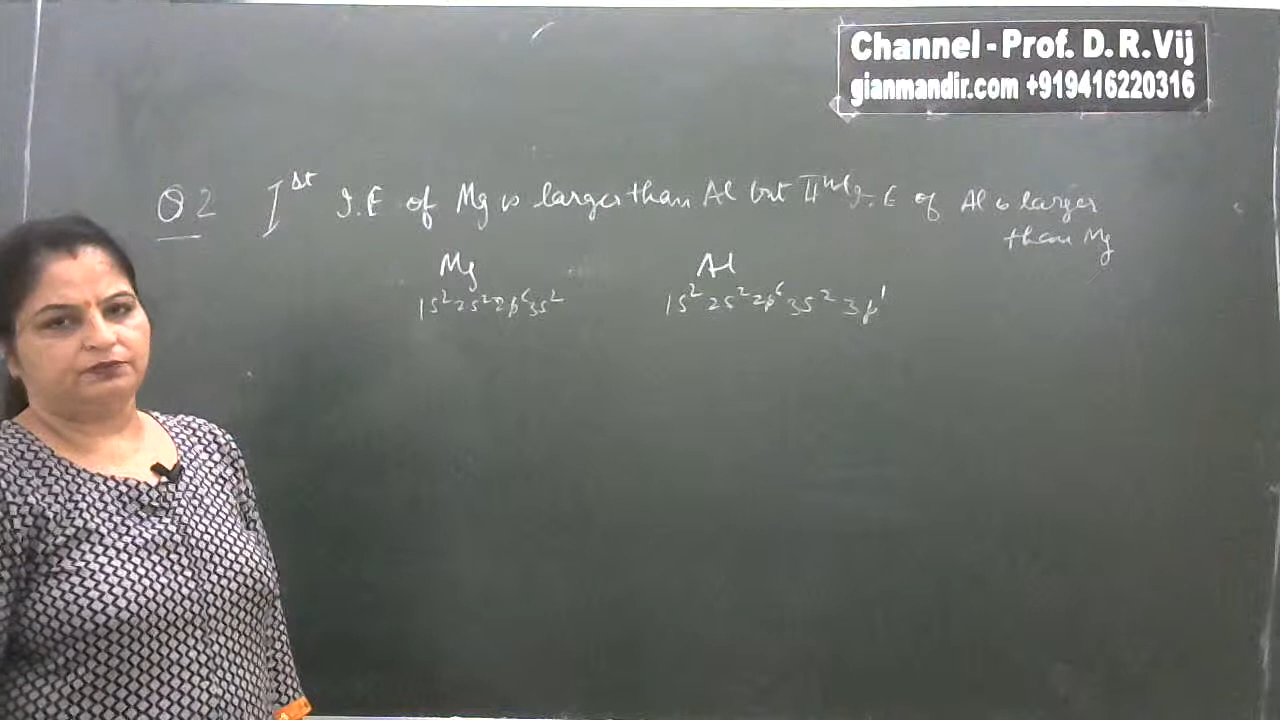 Channel - Prof. D.R.Vij
gianmandir.com +919416220316
Q2 Ist I.E of Mg is larger than Al but IInd I.E of Al is larger
than Mg
Mg Al
1s²2s²2p⁶3s² 1s²2s²2p⁶3s²3p¹